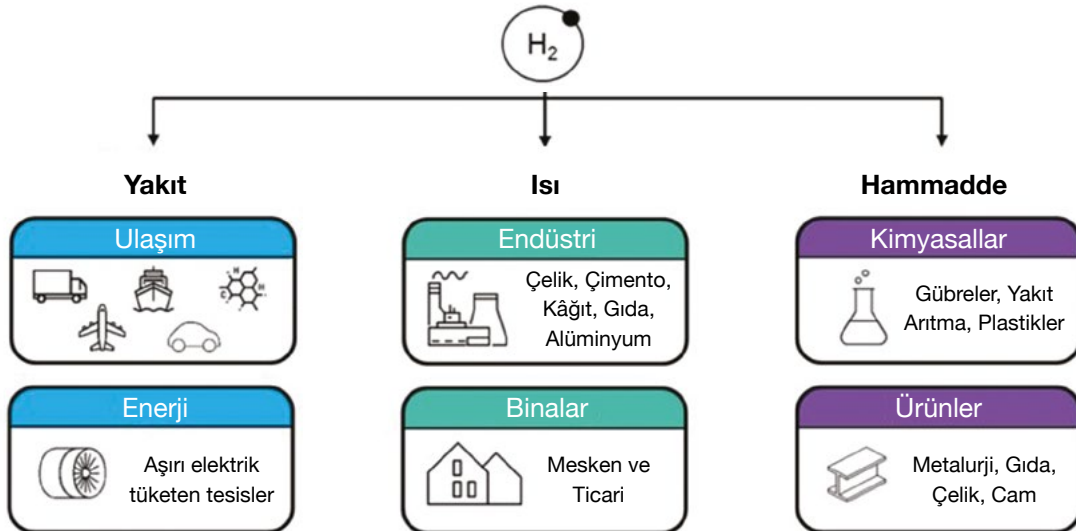 H₂
Yakıt
Isı
Hammadde
Ulaşım
H
C
H
Endüstri
Çelik, Çimento,
Kâğıt, Gıda,
Alüminyum
Kimyasallar
Gübreler, Yakıt
Arıtma, Plastikler
Enerji
Aşırı elektrik
tüketen tesisler
Binalar
Mesken ve
Ticari
Ürünler
Metalurji, Gıda,
Çelik, Cam